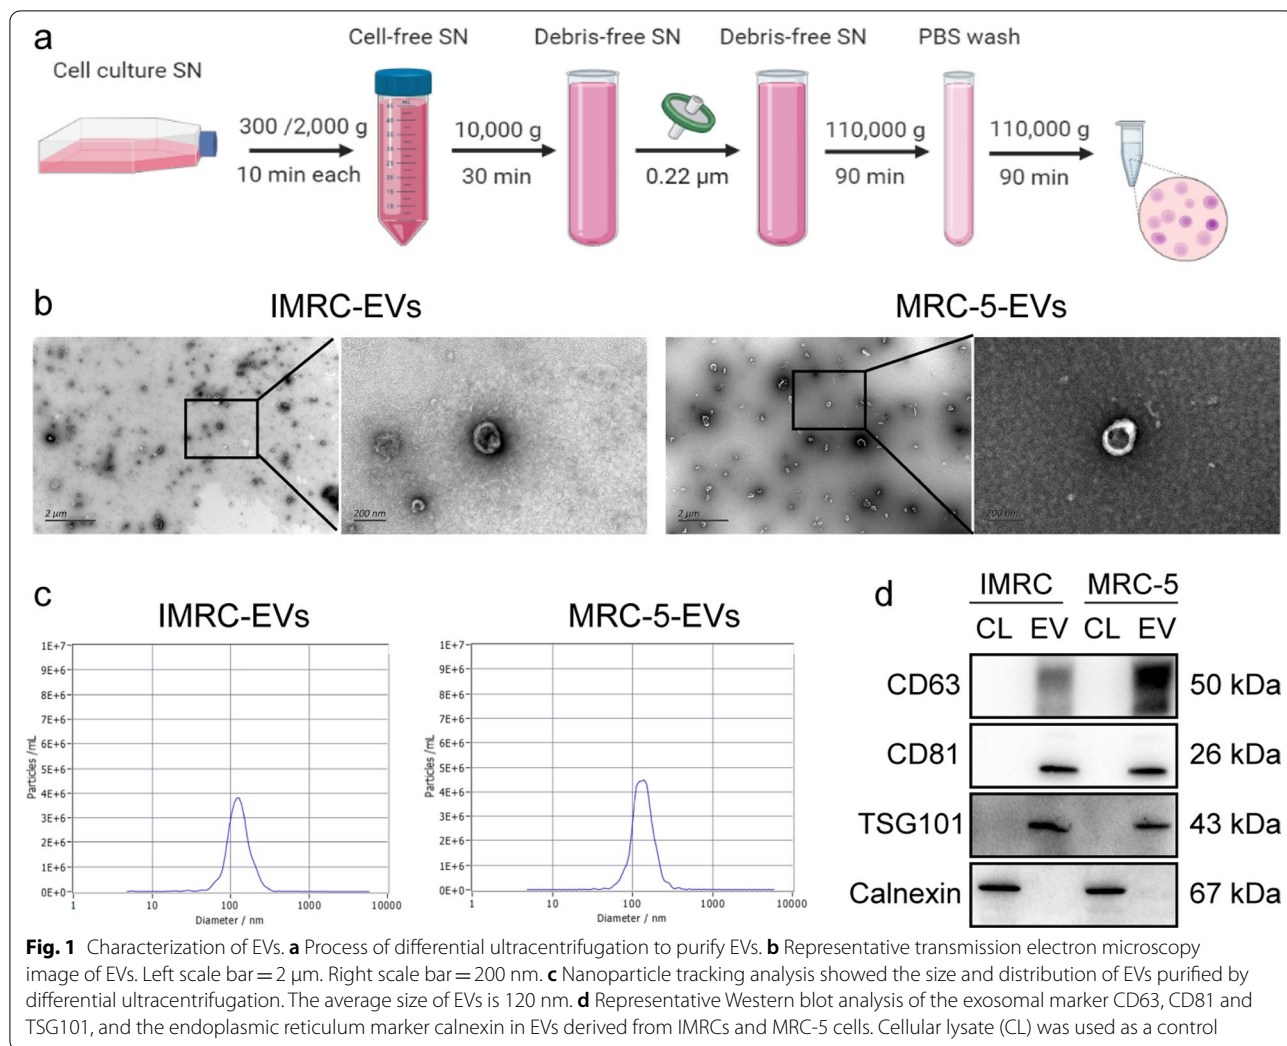 a
Cell culture SN
Cell-free SN
Debris-free SN
Debris-free SN
PBS wash
300 /2,000 g
10 min each
10,000 g
30 min
0.22 µm
110,000 g
90 min
110,000 g
90 min
b
IMRC-EVs
MRC-5-EVs
2 µm
200 nm
2 µm
200 nm
c
IMRC-EVs
MRC-5-EVs
Particles /mL
1E+7
9E+6
8E+6
7E+6
6E+6
5E+6
4E+6
3E+6
2E+6
1E+6
0E+0
1 10 100 1000 10000
Diameter / nm
Particles /mL
1E+7
9E+6
8E+6
7E+6
6E+6
5E+6
4E+6
3E+6
2E+6
1E+6
0E+0
1 10 100 1000 10000
Diameter / nm
d
IMRC MRC-5
CL EV CL EV
CD63 50 kDa
CD81 26 kDa
TSG101 43 kDa
Calnexin 67 kDa
Fig. 1 Characterization of EVs. a Process of differential ultracentrifugation to purify EVs. b Representative transmission electron microscopy
image of EVs. Left scale bar = 2 µm. Right scale bar = 200 nm. c Nanoparticle tracking analysis showed the size and distribution of EVs purified by
differential ultracentrifugation. The average size of EVs is 120 nm. d Representative Western blot analysis of the exosomal marker CD63, CD81 and
TSG101, and the endoplasmic reticulum marker calnexin in EVs derived from IMRCs and MRC-5 cells. Cellular lysate (CL) was used as a control